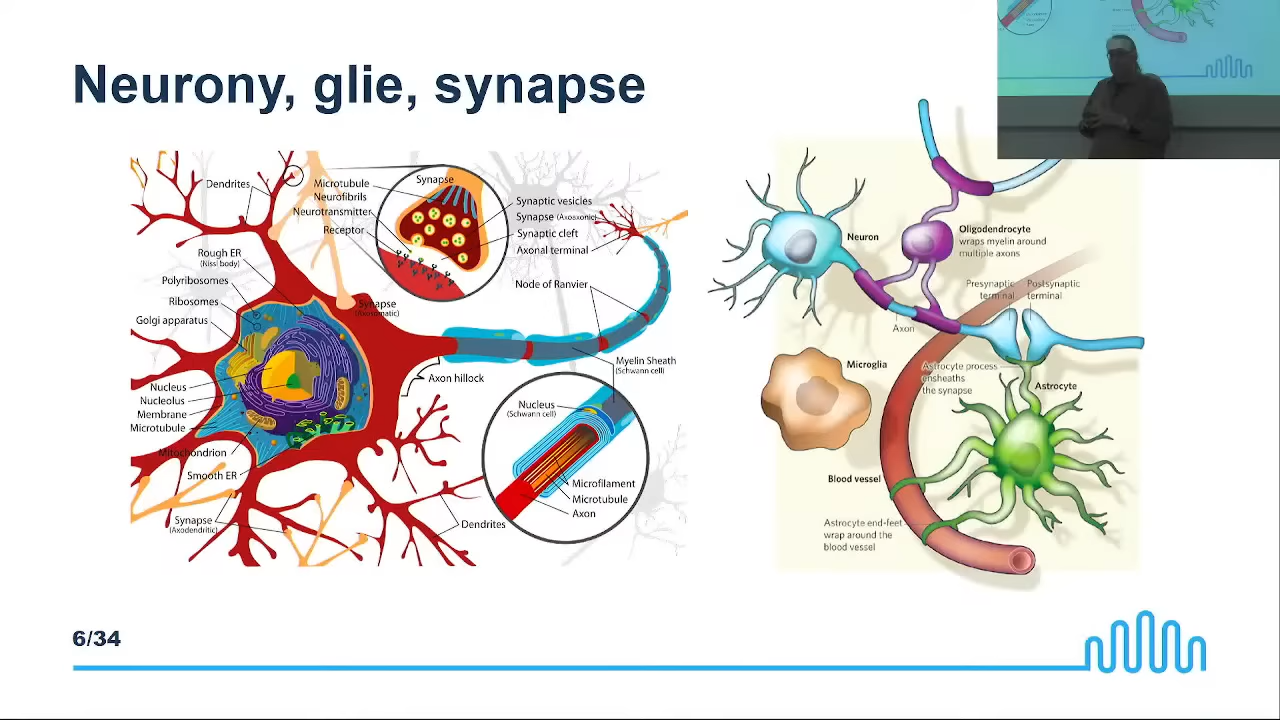 Neurony, glie, synapse
Dendrites
Microtubule
Neurofibrils
Neurotransmitter
Receptor
Synapse
Synaptic vesicles
Synapse (Axoaxonic)
Synaptic cleft
Axonal terminal
Node of Ranvier
Rough ER
(Nissl body)
Polyribosomes
Ribosomes
Golgi apparatus
Synapse
(Axosomatic)
Nucleus
Nucleolus
Membrane
Microtubule
Mitochondrion
Smooth ER
Synapse
(Axodendritic)
Axon hillock
Myelin Sheath
(Schwann cell)
Nucleus
(Schwann cell)
Microfilament
Microtubule
Axon
Dendrites
Neuron
Oligodendrocyte
wraps myelin around
multiple axons
Presynaptic
terminal
Postsynaptic
terminal
Axon
Microglia
Astrocyte process
ensheaths
the synapse
Astrocyte
Blood vessel
Astrocyte end-feet
wrap around the
blood vessel
6/34